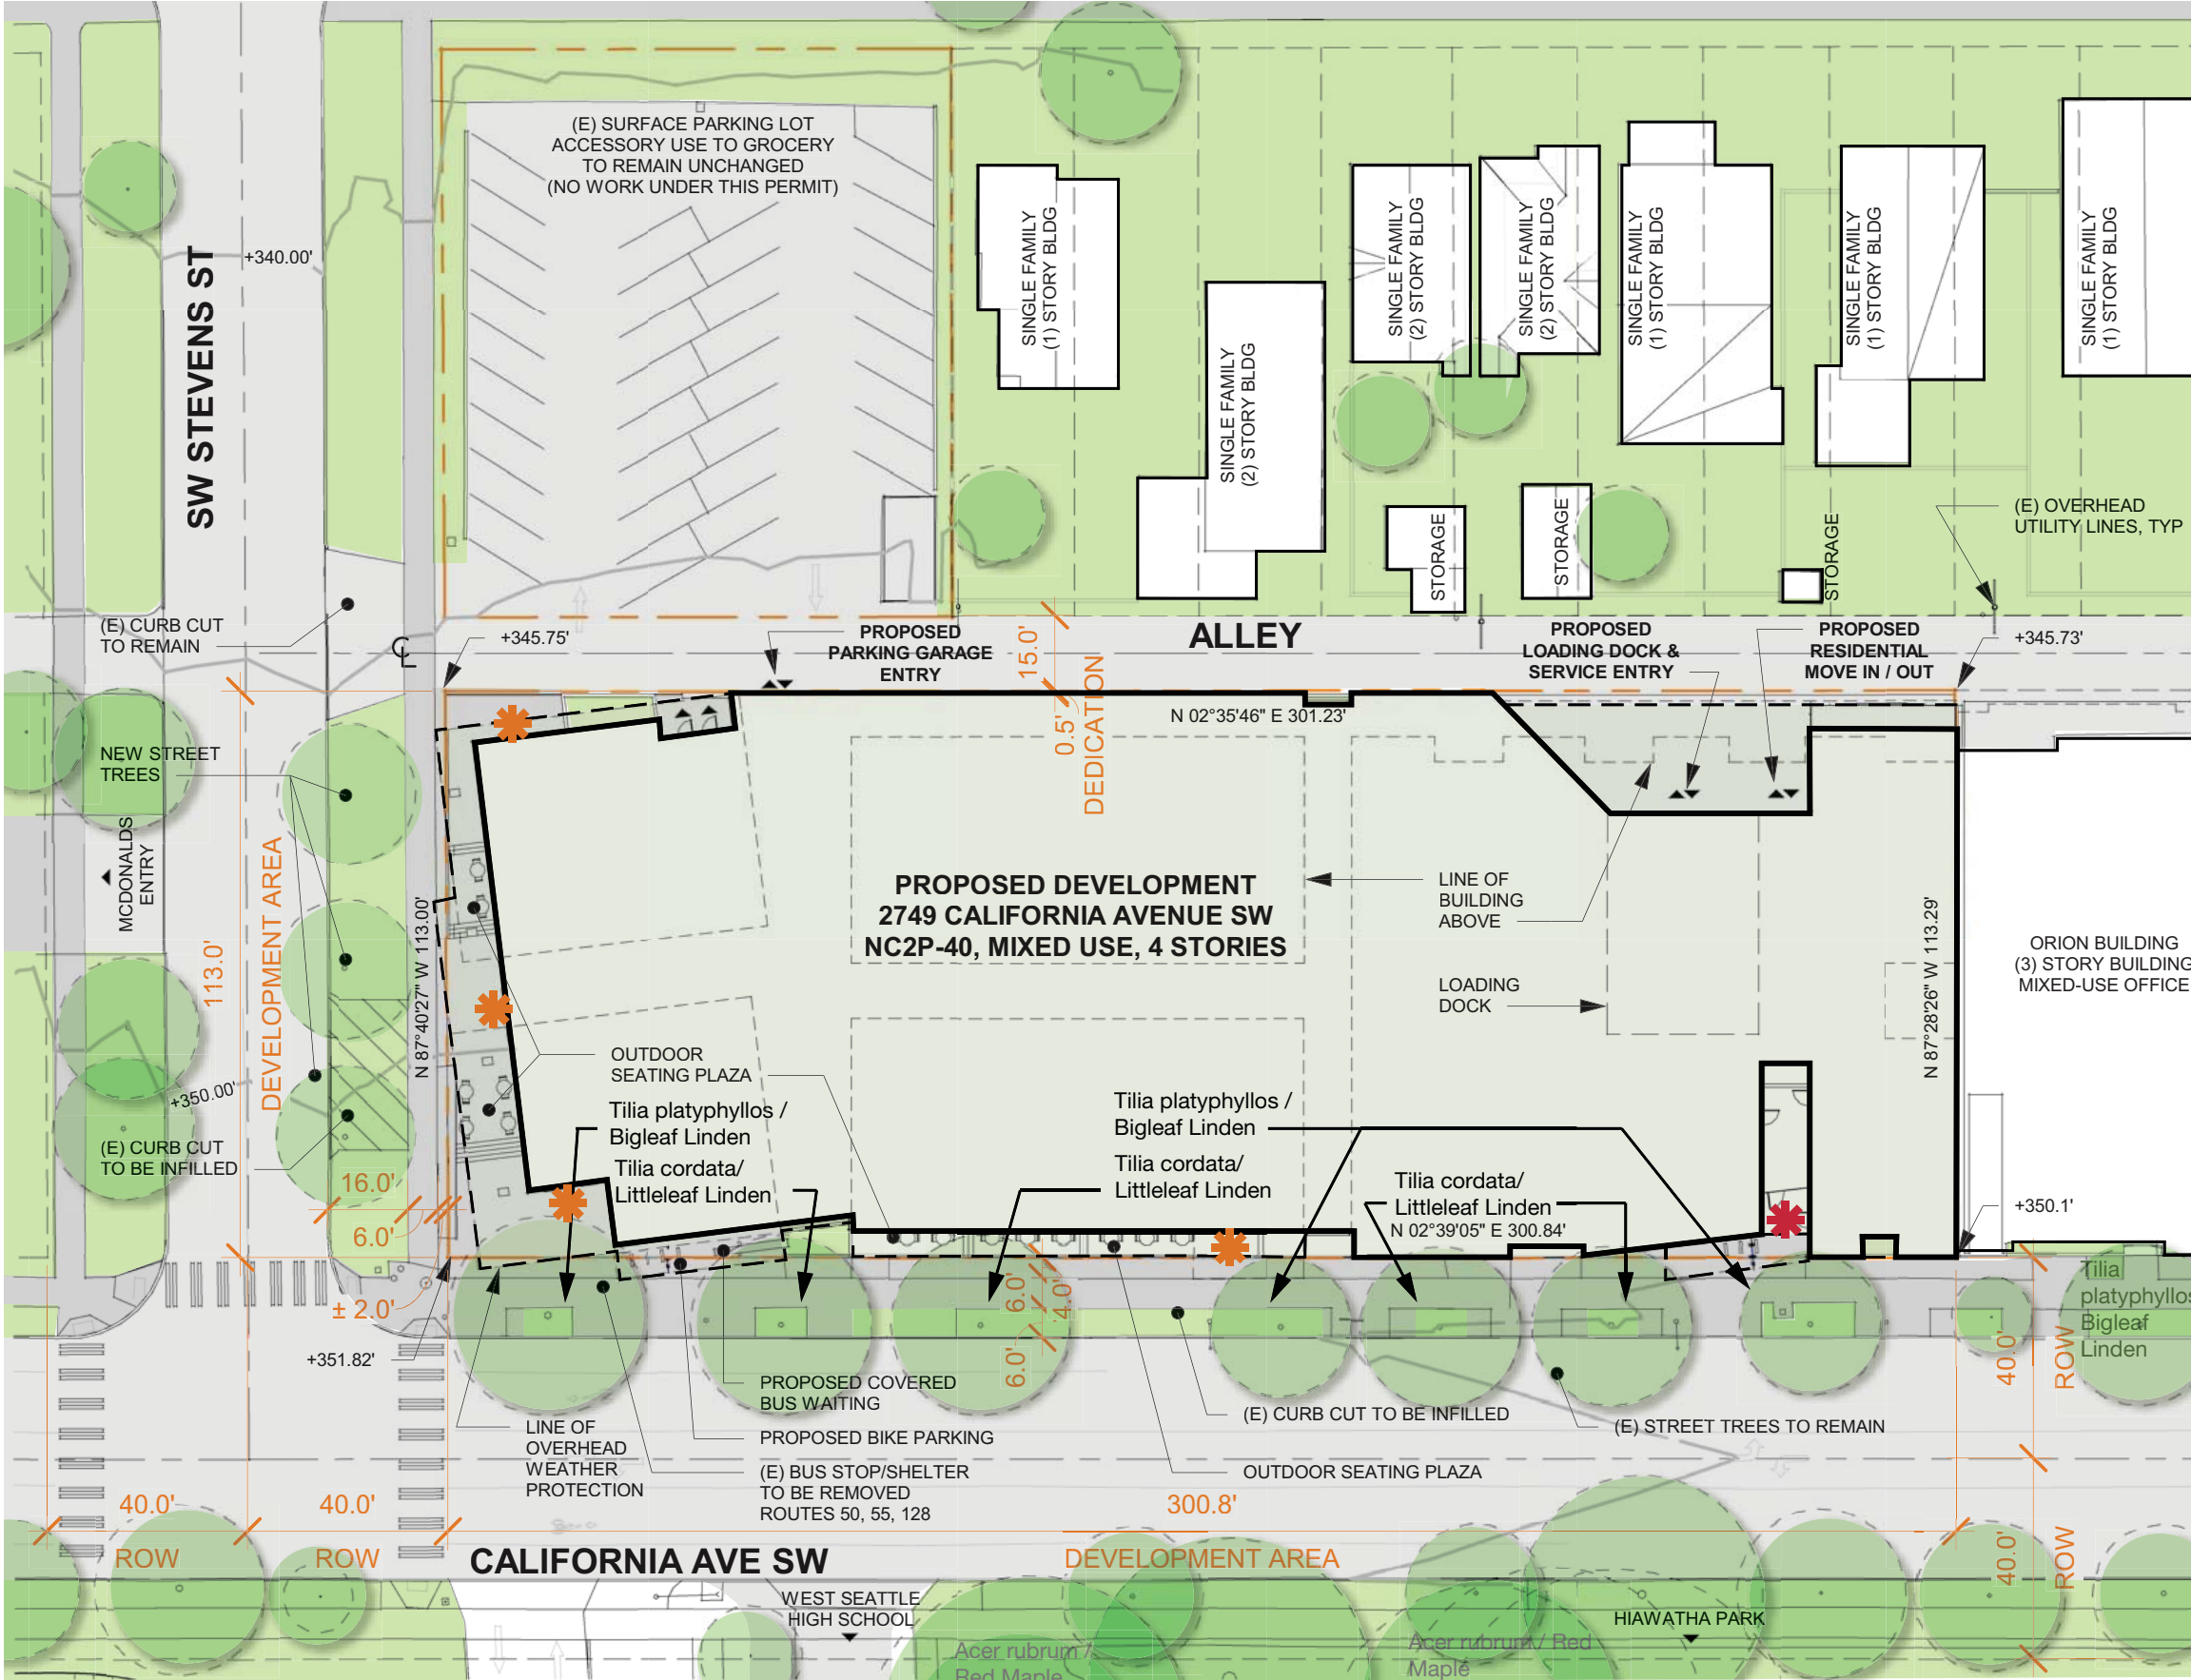 (E) SURFACE PARKING LOT
ACCESSORY USE TO GROCERY
TO REMAIN UNCHANGED
(NO WORK UNDER THIS PERMIT)
SW STEVENS ST
+340.00'
SINGLE FAMILY
(1) STORY BLDG
SINGLE FAMILY
(2) STORY BLDG
SINGLE FAMILY
(2) STORY BLDG
SINGLE FAMILY
(2) STORY BLDG
SINGLE FAMILY
(1) STORY BLDG
SINGLE FAMILY
(1) STORY BLDG
SINGLE FAMILY
(1) STORY BLDG
STORAGE
STORAGE
STORAGE
(E) OVERHEAD
UTILITY LINES, TYP
(E) CURB CUT
TO REMAIN
CL
+345.75'
PROPOSED
PARKING GARAGE
ENTRY
15.0'
ALLEY
PROPOSED
LOADING DOCK &
SERVICE ENTRY
PROPOSED
RESIDENTIAL
MOVE IN / OUT
+345.73'
0.5'
DEDICATION
N 02°35'46" E 301.23'
NEW STREET
TREES
MCDONALDS
ENTRY
113.0'
DEVELOPMENT AREA
N 87°40'27" W 113.00'
PROPOSED DEVELOPMENT
2749 CALIFORNIA AVENUE SW
NC2P-40, MIXED USE, 4 STORIES
LINE OF
BUILDING
ABOVE
LOADING
DOCK
N 87°28'26" W 113.29'
ORION BUILDING
(3) STORY BUILDING
MIXED-USE OFFICE
+350.00'
(E) CURB CUT
TO BE INFILLED
OUTDOOR
SEATING PLAZA
Tilia platyphyllos /
Bigleaf Linden
Tilia cordata/
Littleleaf Linden
Tilia platyphyllos /
Bigleaf Linden
Tilia cordata/
Littleleaf Linden
Tilia cordata/
Littleleaf Linden
N 02°39'05" E 300.84'
+350.1'
16.0'
6.0'
± 2.0'
+351.82'
6.0'
4.0'
6.0'
Tilia
platyphyllos
Bigleaf
Linden
40.0'
ROW
PROPOSED COVERED
BUS WAITING
PROPOSED BIKE PARKING
(E) BUS STOP/SHELTER
TO BE REMOVED
ROUTES 50, 55, 128
LINE OF
OVERHEAD
WEATHER
PROTECTION
(E) CURB CUT TO BE INFILLED
(E) STREET TREES TO REMAIN
OUTDOOR SEATING PLAZA
40.0'
40.0'
300.8'
ROW
ROW
CALIFORNIA AVE SW
DEVELOPMENT AREA
40.0'
ROW
WEST SEATTLE
HIGH SCHOOL
HIAWATHA PARK
Acer rubrum /
Red Maple
Acer rubrum / Red
Maple